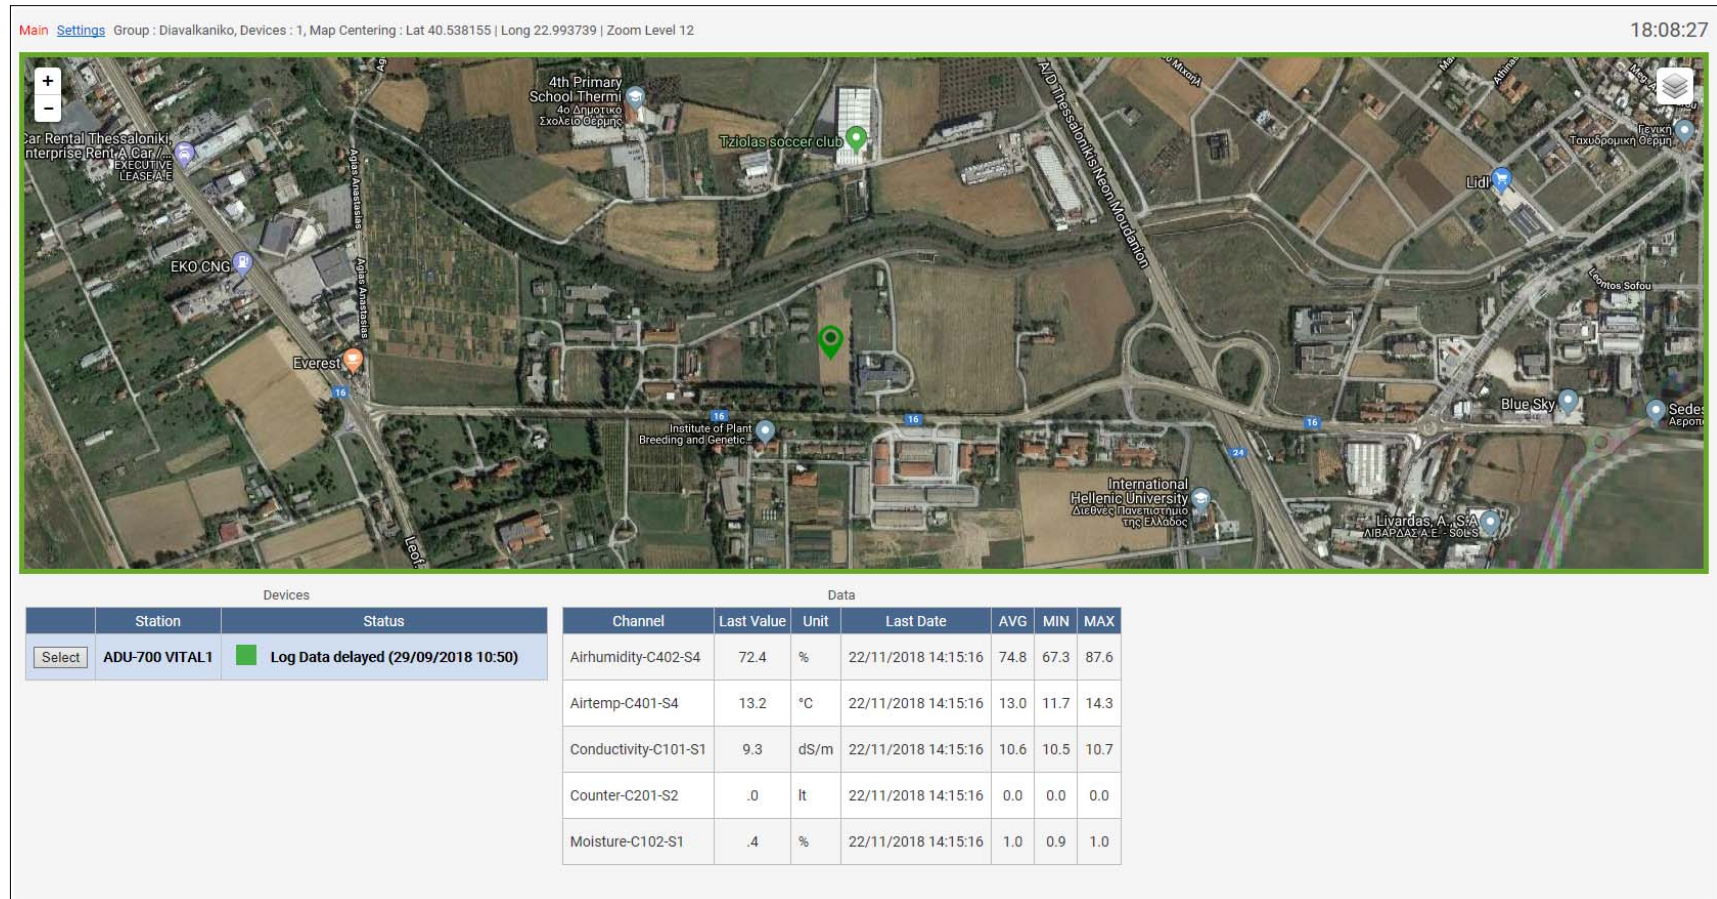 Main Settings Group : Diavalkaniko, Devices : 1, Map Centering : Lat 40.538155 | Long 22.993739 | Zoom Level 12
18:08:27
+
−
4th Primary
School Thermi
4ο Δημοτικό
Σχολείο Θέρμης
Tziolas soccer club
A/D Thessalonikis Neon Moudanion
Γενική
Ταχυδρομική Θέρμη
Car Rental Thessaloniki,
Enterprise Rent A Car /...
EXECUTIVE
LEASE A.E
Agias Anastasias
Lidl
EKO CNG
Agias Anastasias
Leontos Sofou
Everest
16
16
16
16
Institute of Plant
Breeding and Genetic...
Blue Sky
Sedes
24
International
Hellenic University
Διεθνές Πανεπιστήμιο
της Ελλάδος
Livardas, A., S.A
ΛΙΒΑΡΔΑΣ Α.Ε. - SOL S
Leof.
Devices
Station Status
Select ADU-700 VITAL1 Log Data delayed (29/09/2018 10:50)
Data
Channel Last Value Unit Last Date AVG MIN MAX
Airhumidity-C402-S4 72.4 % 22/11/2018 14:15:16 74.8 67.3 87.6
Airtemp-C401-S4 13.2 °C 22/11/2018 14:15:16 13.0 11.7 14.3
Conductivity-C101-S1 9.3 dS/m 22/11/2018 14:15:16 10.6 10.5 10.7
Counter-C201-S2 .0 lt 22/11/2018 14:15:16 0.0 0.0 0.0
Moisture-C102-S1 .4 % 22/11/2018 14:15:16 1.0 0.9 1.0